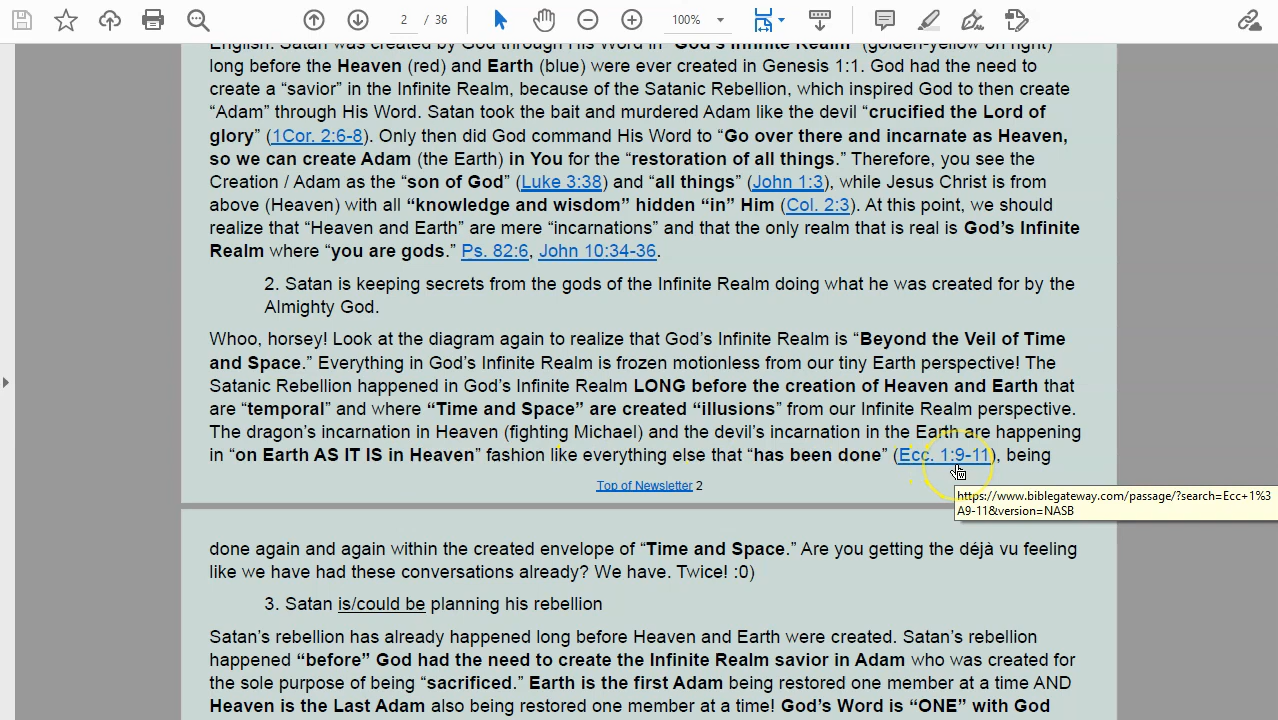 2 / 36
100%
English. Satan was created by God through His Word in “God’s Infinite Realm” (golden-yellow on right)
long before the Heaven (red) and Earth (blue) were ever created in Genesis 1:1. God had the need to
create a “savior” in the Infinite Realm, because of the Satanic Rebellion, which inspired God to then create
“Adam” through His Word. Satan took the bait and murdered Adam like the devil “crucified the Lord of
glory” (1Cor. 2:6-8). Only then did God command His Word to “Go over there and incarnate as Heaven,
so we can create Adam (the Earth) in You for the “restoration of all things.” Therefore, you see the
Creation / Adam as the “son of God” (Luke 3:38) and “all things” (John 1:3), while Jesus Christ is from
above (Heaven) with all “knowledge and wisdom” hidden “in” Him (Col. 2:3). At this point, we should
realize that “Heaven and Earth” are mere “incarnations” and that the only realm that is real is God’s Infinite
Realm where “you are gods.” Ps. 82:6, John 10:34-36.
2. Satan is keeping secrets from the gods of the Infinite Realm doing what he was created for by the
Almighty God.
Whoo, horsey! Look at the diagram again to realize that God’s Infinite Realm is “Beyond the Veil of Time
and Space.” Everything in God’s Infinite Realm is frozen motionless from our tiny Earth perspective! The
Satanic Rebellion happened in God’s Infinite Realm LONG before the creation of Heaven and Earth that
are “temporal” and where “Time and Space” are created “illusions” from our Infinite Realm perspective.
The dragon’s incarnation in Heaven (fighting Michael) and the devil’s incarnation in the Earth are happening
in “on Earth AS IT IS in Heaven” fashion like everything else that “has been done” (Ecc. 1:9-11), being
Top of Newsletter 2
https://www.biblegateway.com/passage/?search=Ecc+1%3
A9-11&version=NASB
done again and again within the created envelope of “Time and Space.” Are you getting the déjà vu feeling
like we have had these conversations already? We have. Twice! :0)
3. Satan is/could be planning his rebellion
Satan’s rebellion has already happened long before Heaven and Earth were created. Satan’s rebellion
happened “before” God had the need to create the Infinite Realm savior in Adam who was created for
the sole purpose of being “sacrificed.” Earth is the first Adam being restored one member at a time AND
Heaven is the Last Adam also being restored one member at a time! God’s Word is “ONE” with God